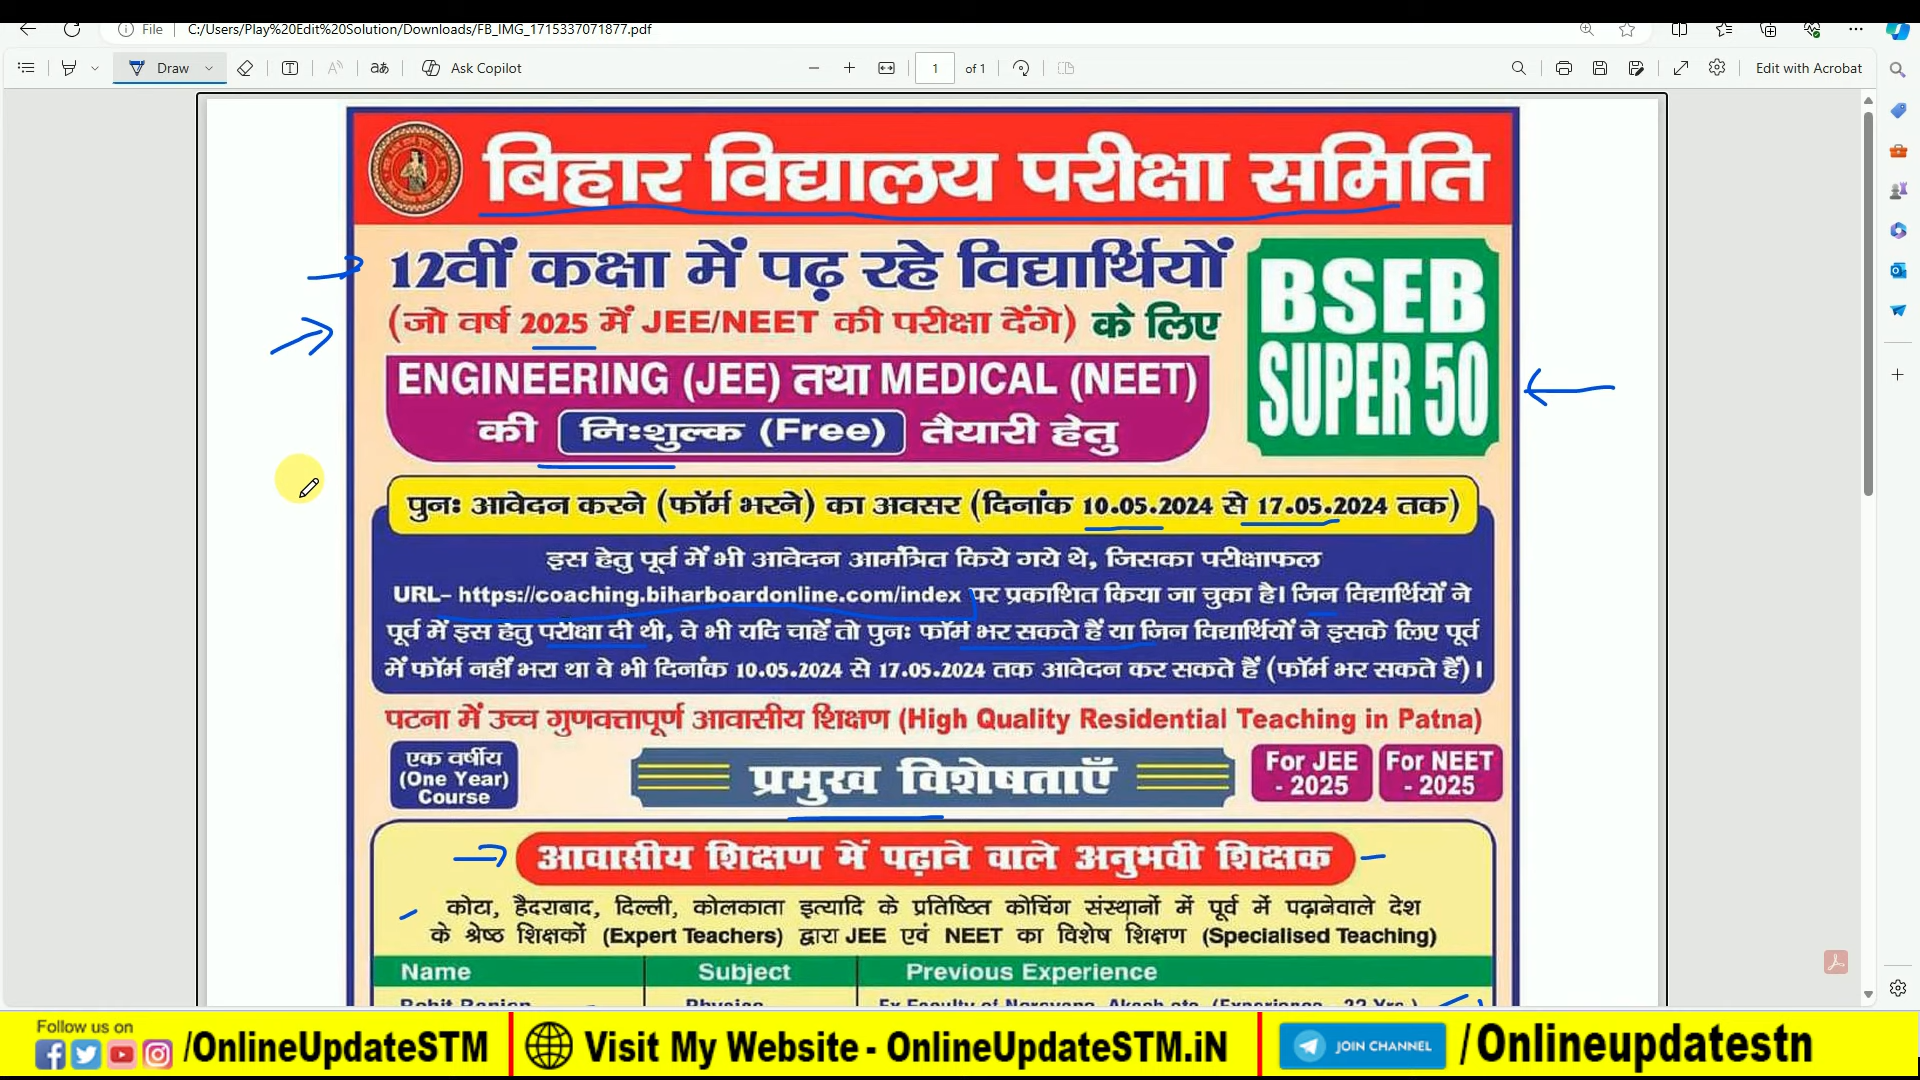 File C:/Users/Play%20Edit%20Solution/Downloads/FB_IMG_1715337071877.pdf
Draw
Ask Copilot
1 of 1
Edit with Acrobat
बिहार विद्यालय परीक्षा समिति
12वीं कक्षा में पढ़ रहे विद्यार्थियों
(जो वर्ष 2025 में JEE/NEET की परीक्षा देंगे) के लिए
BSEB
SUPER 50
ENGINEERING (JEE) तथा MEDICAL (NEET)
की निःशुल्क (Free) तैयारी हेतु
पुनः आवेदन करने (फॉर्म भरने) का अवसर (दिनांक 10.05.2024 से 17.05.2024 तक)
इस हेतु पूर्व में भी आवेदन आमंत्रित किये गये थे, जिसका परीक्षाफल
URL– https://coaching.biharboardonline.com/index पर प्रकाशित किया जा चुका है। जिन विद्यार्थियों ने
पूर्व में इस हेतु परीक्षा दी थी, वे भी यदि चाहें तो पुनः फॉर्म भर सकते हैं या जिन विद्यार्थियों ने इसके लिए पूर्व
में फॉर्म नहीं भरा था वे भी दिनांक 10.05.2024 से 17.05.2024 तक आवेदन कर सकते हैं (फॉर्म भर सकते हैं)।
पटना में उच्च गुणवत्तापूर्ण आवासीय शिक्षण (High Quality Residential Teaching in Patna)
एक वर्षीय
(One Year)
Course
प्रमुख विशेषताएँ
For JEE
- 2025
For NEET
- 2025
आवासीय शिक्षण में पढ़ाने वाले अनुभवी शिक्षक
कोटा, हैदराबाद, दिल्ली, कोलकाता इत्यादि के प्रतिष्ठित कोचिंग संस्थानों में पूर्व में पढ़ानेवाले देश
के श्रेष्ठ शिक्षकों (Expert Teachers) द्वारा JEE एवं NEET का विशेष शिक्षण (Specialised Teaching)
Name Subject Previous Experience
Follow us on
/OnlineUpdateSTM
Visit My Website - OnlineUpdateSTM.iN
JOIN CHANNEL
/Onlineupdatestn